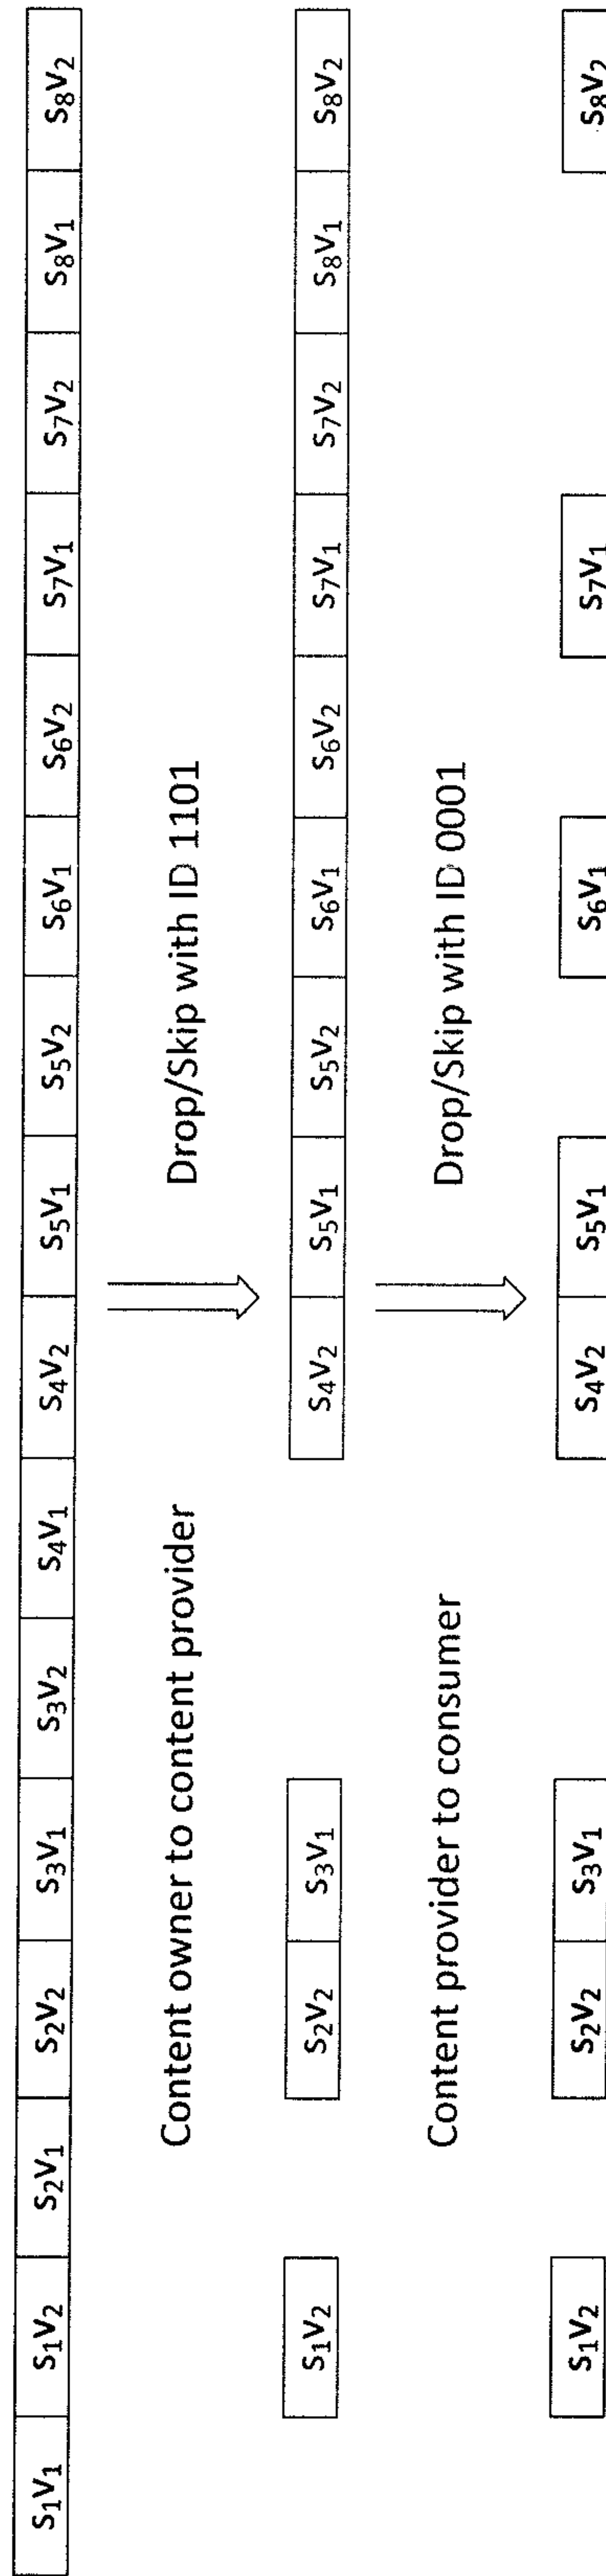 S₁V₁ S₁V₂ S₂V₁ S₂V₂ S₃V₁ S₃V₂ S₄V₁ S₄V₂ S₅V₁ S₅V₂ S₆V₁ S₆V₂ S₇V₁ S₇V₂ S₈V₁ S₈V₂
Content owner to content provider Drop/Skip with ID 1101
S₁V₂ S₂V₂ S₃V₁ S₄V₂ S₅V₁ S₅V₂ S₆V₁ S₆V₂ S₇V₁ S₇V₂ S₈V₁ S₈V₂
Content provider to consumer Drop/Skip with ID 0001
S₁V₂ S₂V₂ S₃V₁ S₄V₂ S₅V₁ S₆V₁ S₇V₁ S₈V₂